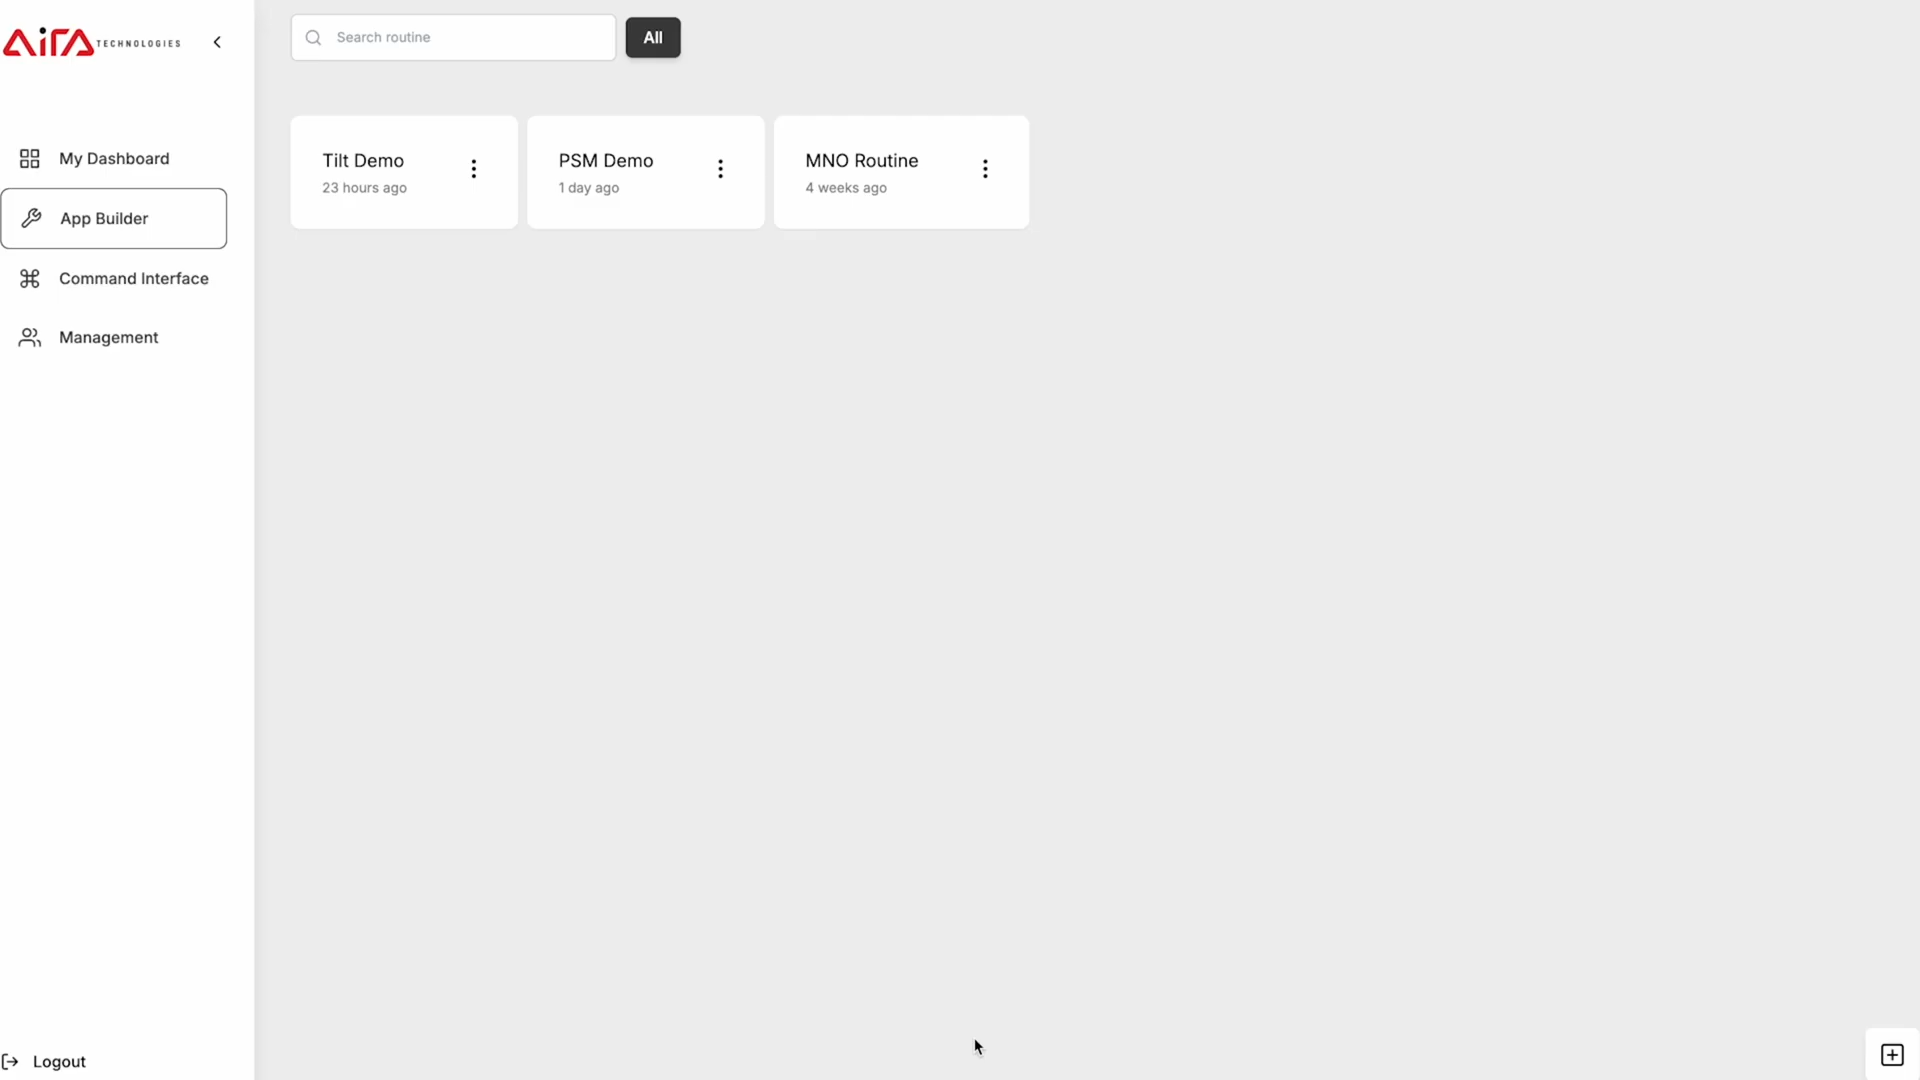 AirA TECHNOLOGIES
Search routine
All
My Dashboard
App Builder
Command Interface
Management
Tilt Demo
23 hours ago
PSM Demo
1 day ago
MNO Routine
4 weeks ago
Logout